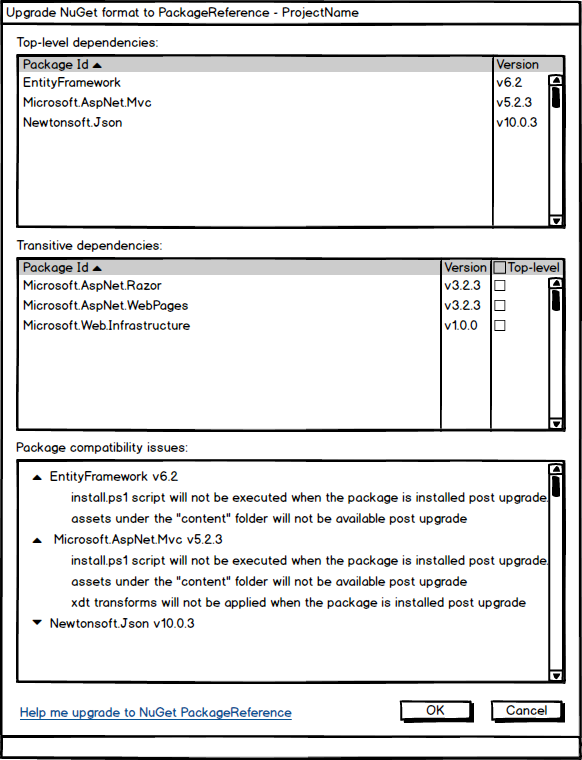 Upgrade NuGet format to PackageReference - ProjectName
Top-level dependencies:
Package Id Version
EntityFramework v6.2
Microsoft.AspNet.Mvc v5.2.3
Newtonsoft.Json v10.0.3
Transitive dependencies:
Package Id Version Top-level
Microsoft.AspNet.Razor v3.2.3
Microsoft.AspNet.WebPages v3.2.3
Microsoft.Web.Infrastructure v1.0.0
Package compatibility issues:
EntityFramework v6.2
install.ps1 script will not be executed when the package is installed post upgrade.
assets under the "content" folder will not be available post upgrade
Microsoft.AspNet.Mvc v5.2.3
install.ps1 script will not be executed when the package is installed post upgrade.
assets under the "content" folder will not be available post upgrade
xdt transforms will not be applied when the package is installed post upgrade
Newtonsoft.Json v10.0.3
Help me upgrade to NuGet PackageReference OK Cancel